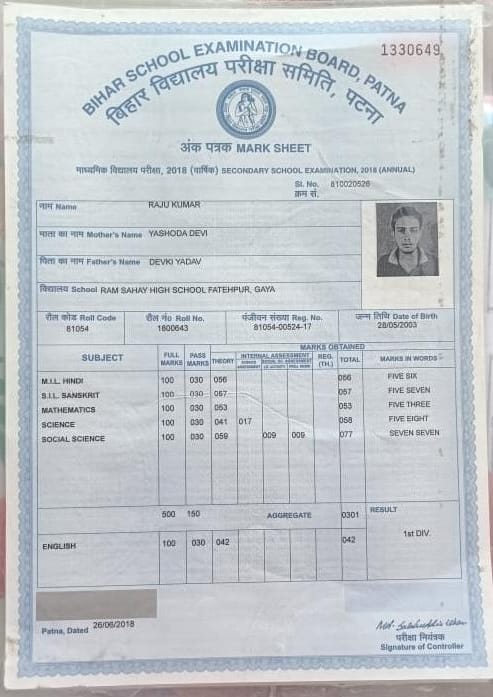 1330649
BIHAR SCHOOL EXAMINATION BOARD, PATNA
बिहार विद्यालय परीक्षा समिति, पटना
अंक पत्रक MARK SHEET
माध्यमिक विद्यालय परीक्षा, 2018 (वार्षिक) SECONDARY SCHOOL EXAMINATION, 2018 (ANNUAL)
Sl. No. 810020526
क्रम सं.
नाम Name RAJU KUMAR
माता का नाम Mother's Name YASHODA DEVI
पिता का नाम Father's Name DEVKI YADAV
विद्यालय School RAM SAHAY HIGH SCHOOL FATEHPUR, GAYA
रौल कोड Roll Code रौल नं० Roll No. पंजीयन संख्या Reg. No. जन्म तिथि Date of Birth
81054 1600643 81054-00524-17 28/05/2003
MARKS OBTAINED
SUBJECT FULL MARKS PASS MARKS THEORY INTERNAL ASSESSMENT REG. (TH.) TOTAL MARKS IN WORDS
M.I.L. HINDI 100 030 056 056 FIVE SIX
S.I.L. SANSKRIT 100 030 057 057 FIVE SEVEN
MATHEMATICS 100 030 053 053 FIVE THREE
SCIENCE 100 030 041 017 058 FIVE EIGHT
SOCIAL SCIENCE 100 030 059 009 009 077 SEVEN SEVEN
500 150 AGGREGATE 0301 RESULT
1st DIV.
ENGLISH 100 030 042 042
Patna, Dated 26/06/2018
परीक्षा नियंत्रक
Signature of Controller